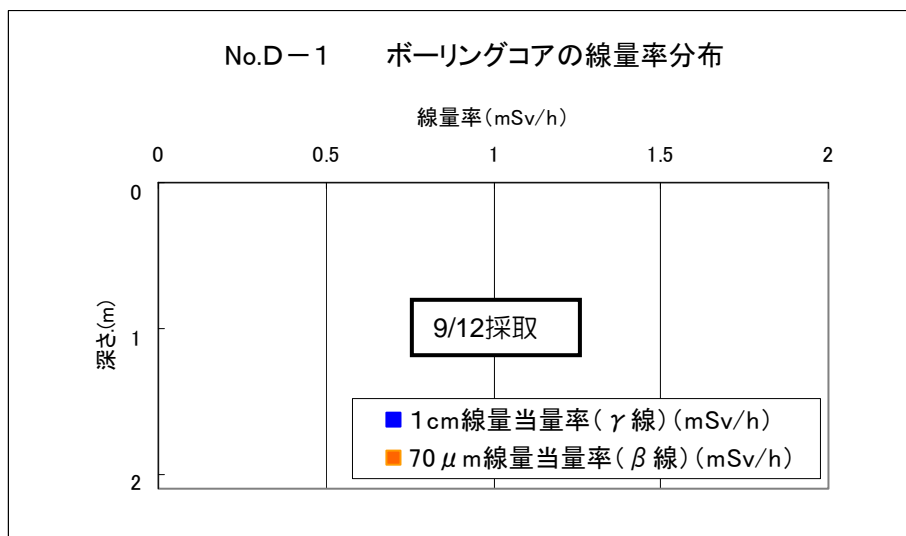 No.D－1　ボーリングコアの線量率分布
線量率(mSv/h)
0 0.5 1 1.5 2
0
深さ(m)
1
9/12採取
1cm線量当量率(γ線)(mSv/h)
70μm線量当量率(β線)(mSv/h)
2